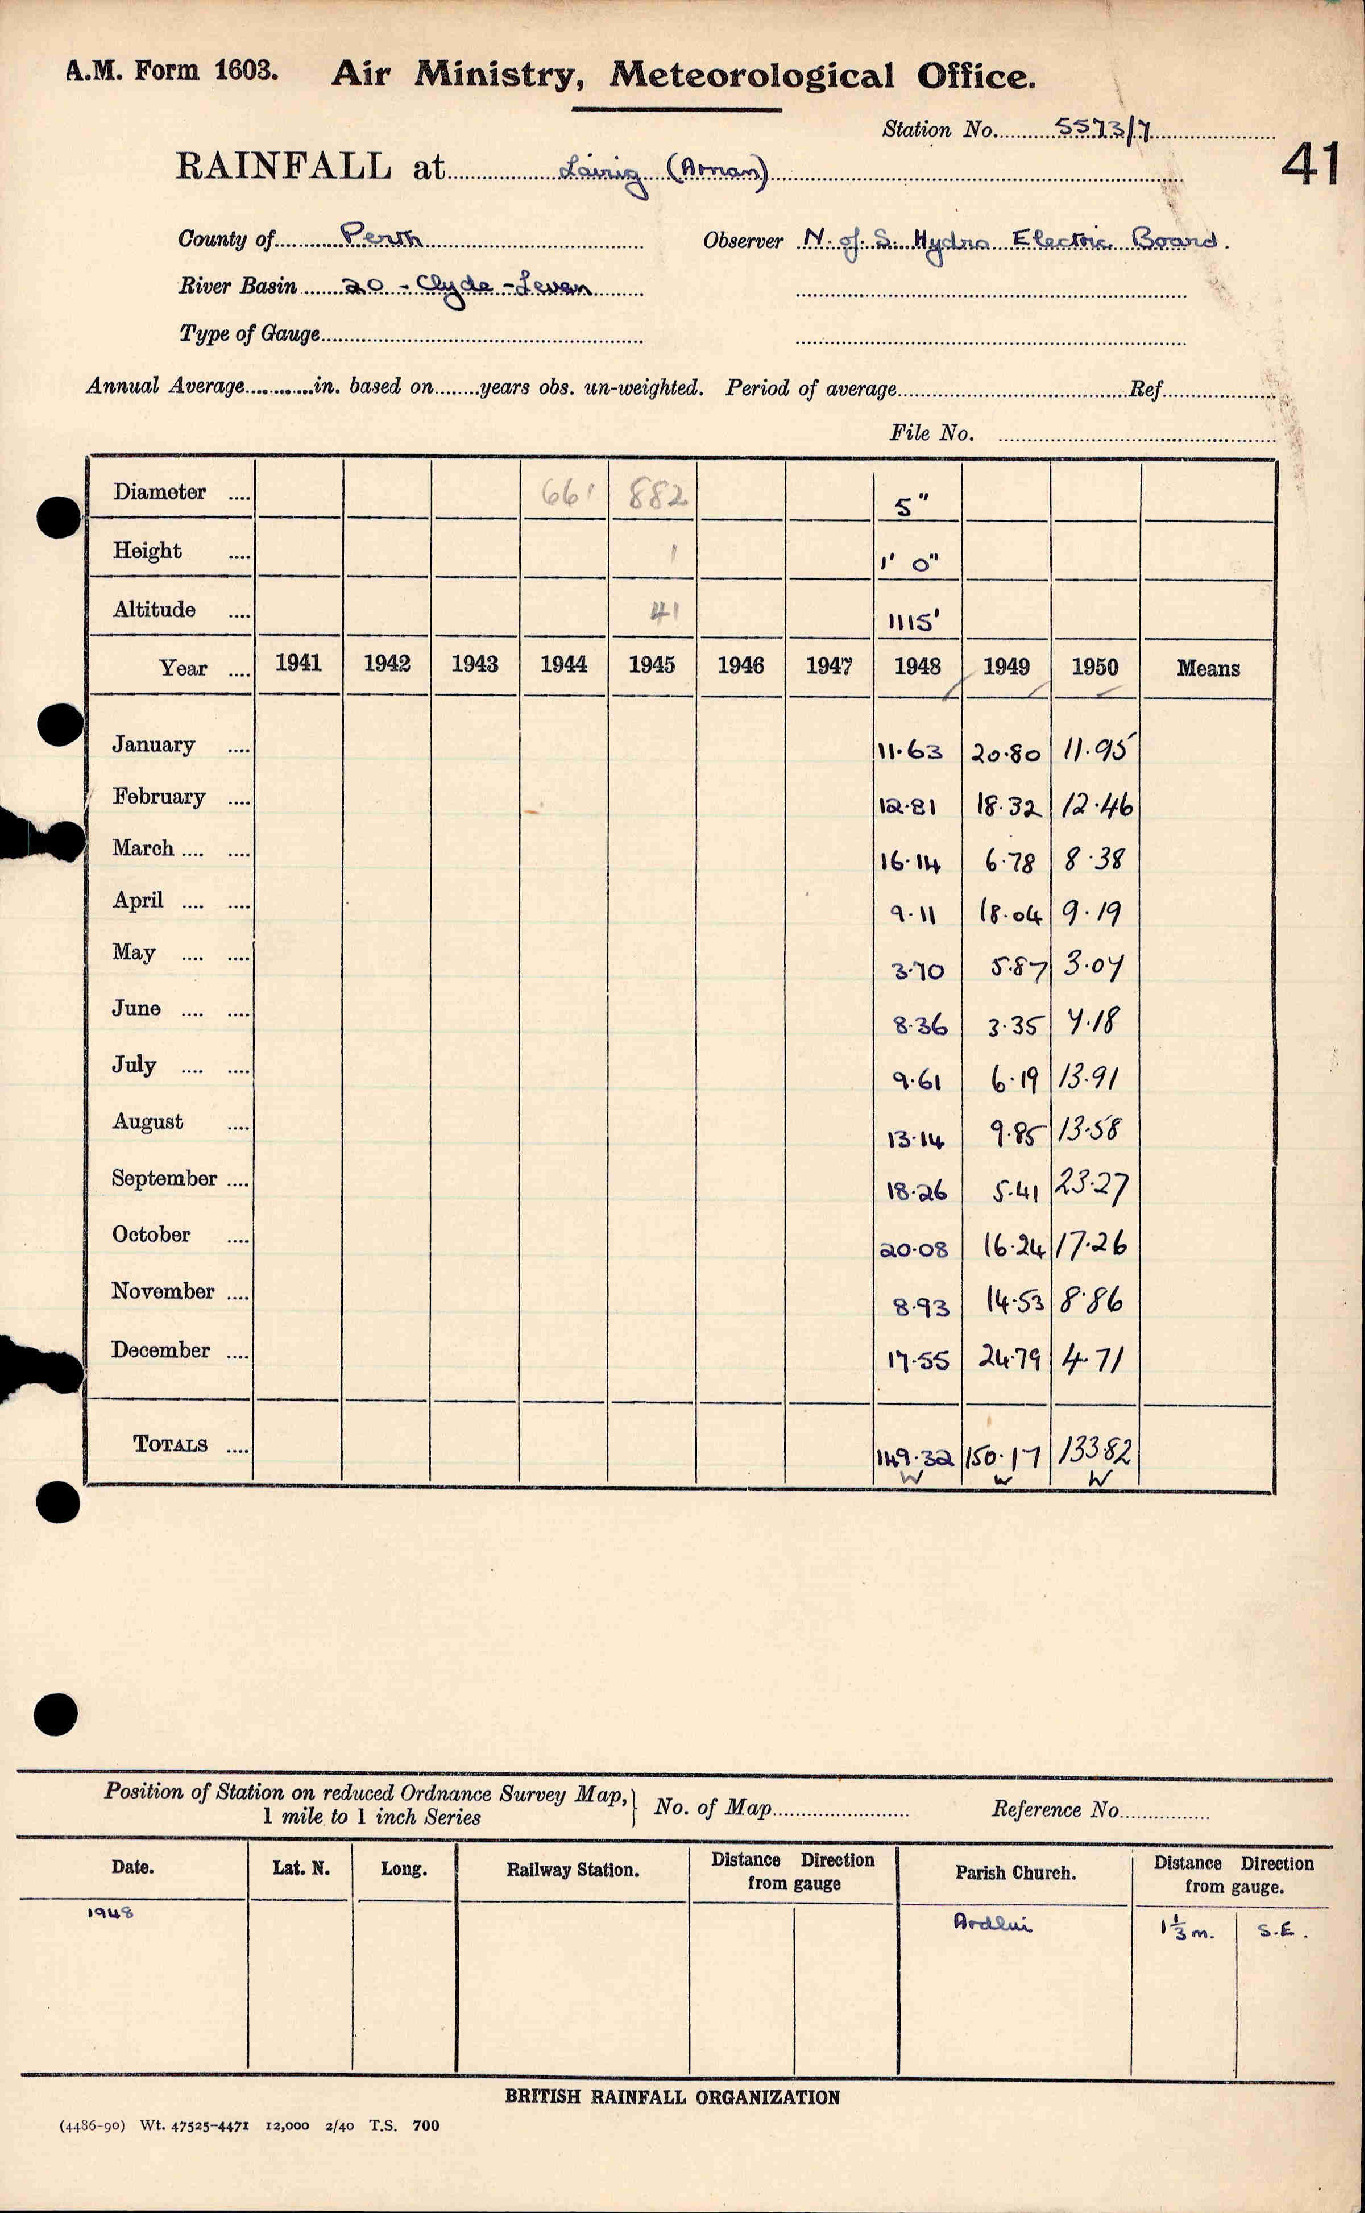 A.M. Form 1603. Air Ministry, Meteorological Office.
Station No. 5573/7
41
RAINFALL at Lairig (Arnan)
County of Perth Observer N. of S. Hydro Electric Board.
River Basin 20 - Clyde - Leven
Type of Gauge
Annual Average in. based on years obs. un-weighted. Period of average Ref
File No.
Diameter 661 882 5"
Height 1 1' 0"
Altitude 41 1115'
Year 1941 1942 1943 1944 1945 1946 1947 1948 1949 1950 Means
January 11.63 20.80 11.95
February 12.81 18.32 12.46
March 16.14 6.78 8.38
April 9.11 18.04 9.19
May 3.70 5.87 3.07
June 8.36 3.35 7.18
July 9.61 6.19 13.91
August 13.14 9.85 13.58
September 18.26 5.41 23.27
October 20.08 16.24 17.26
November 8.93 14.53 8.86
December 17.55 24.79 4.71
TOTALS 149.32 150.17 133.82
W W W
Position of Station on reduced Ordnance Survey Map, No. of Map Reference No.
1 mile to 1 inch Series
Date. Lat. N. Long. Railway Station. Distance Direction from gauge Parish Church. Distance Direction from gauge.
1948 Ardlui 1 1/3 m. S.E.
BRITISH RAINFALL ORGANIZATION
(4486-90) Wt. 47525-4471 12,000 2/40 T.S. 700